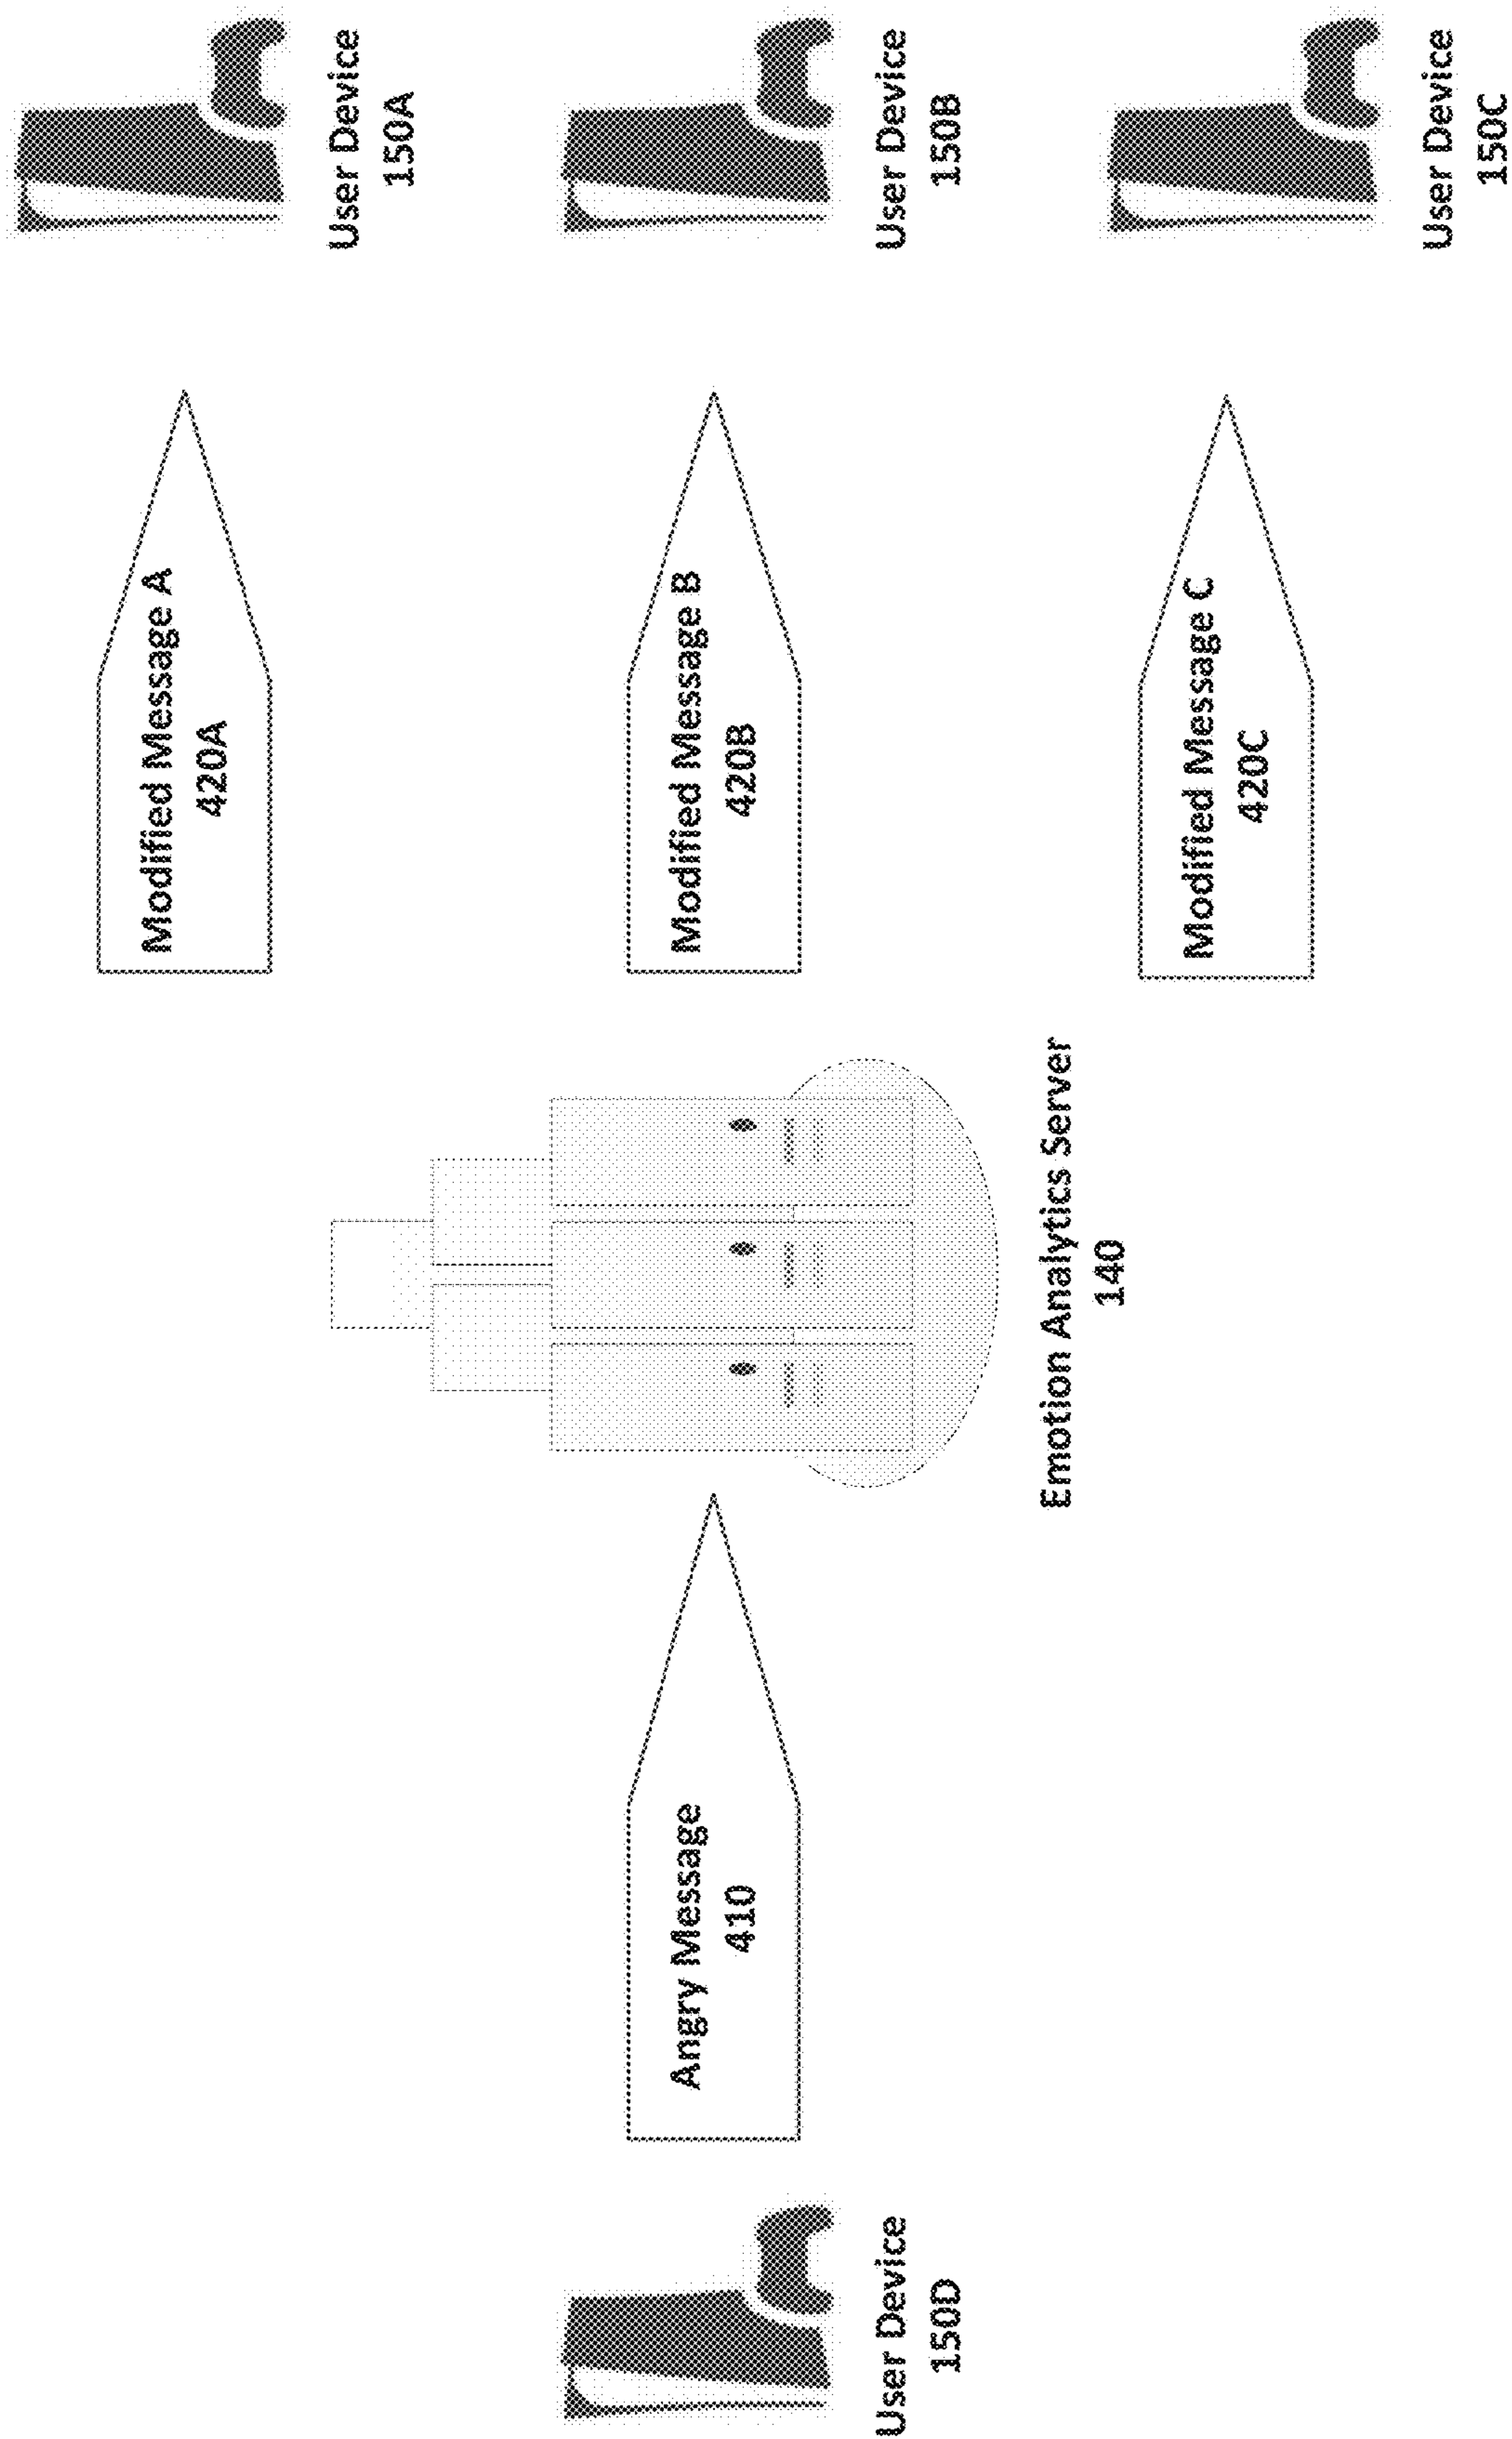 User Device
150D
Angry Message
410
Emotion Analytics Server
140
Modified Message A
420A
Modified Message B
420B
Modified Message C
420C
User Device
150A
User Device
150B
User Device
150C